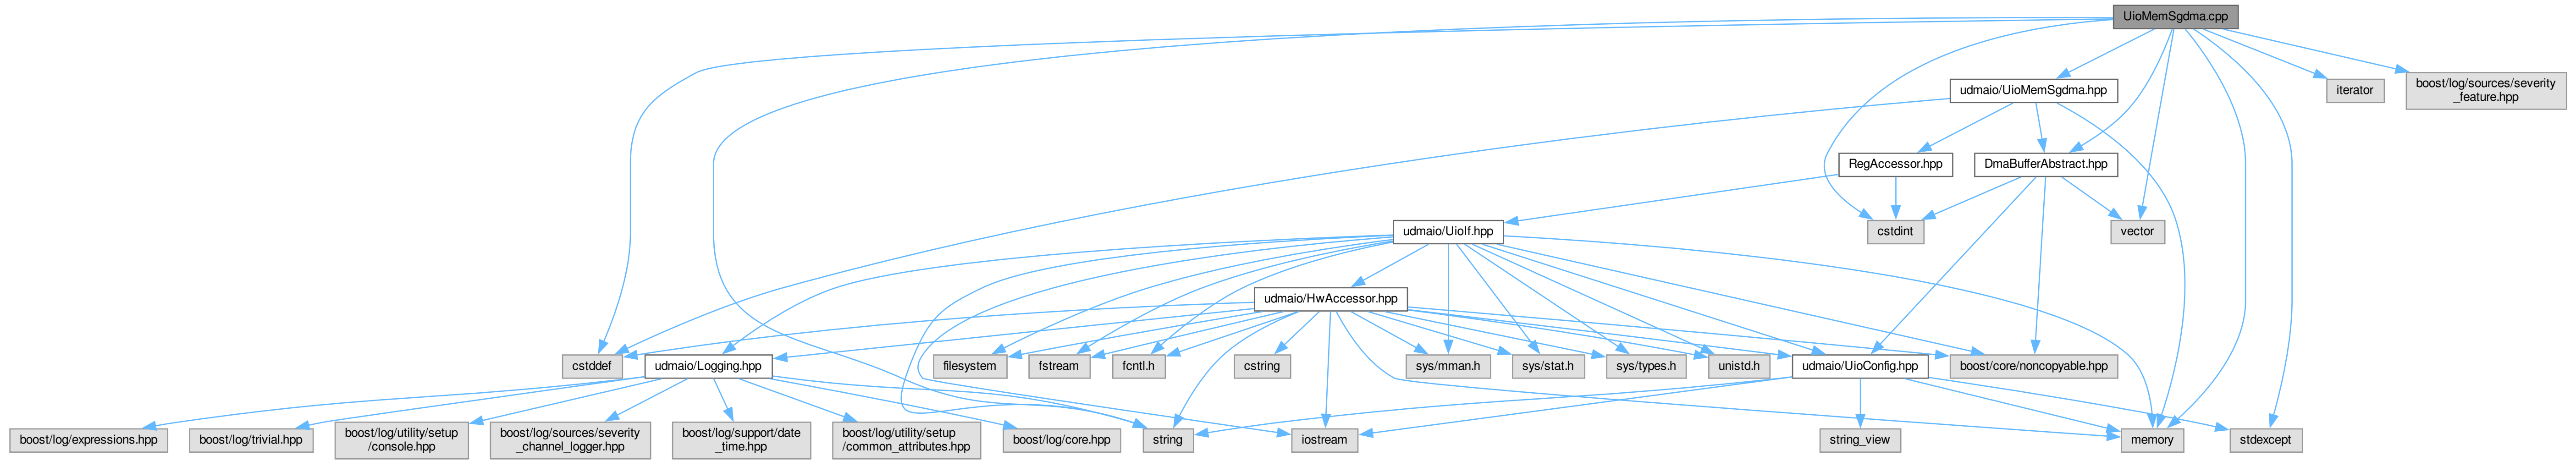 UioMemSgdma.cpp
udmaio/UioMemSgdma.hpp
iterator
boost/log/sources/severity
_feature.hpp
RegAccessor.hpp
DmaBufferAbstract.hpp
udmaio/UioIf.hpp
cstdint
vector
udmaio/HwAccessor.hpp
cstddef
udmaio/Logging.hpp
filesystem
fstream
fcntl.h
cstring
sys/mman.h
sys/stat.h
sys/types.h
unistd.h
udmaio/UioConfig.hpp
boost/core/noncopyable.hpp
boost/log/expressions.hpp
boost/log/trivial.hpp
boost/log/utility/setup
/console.hpp
boost/log/sources/severity
_channel_logger.hpp
boost/log/support/date
_time.hpp
boost/log/utility/setup
/common_attributes.hpp
boost/log/core.hpp
string
iostream
string_view
memory
stdexcept